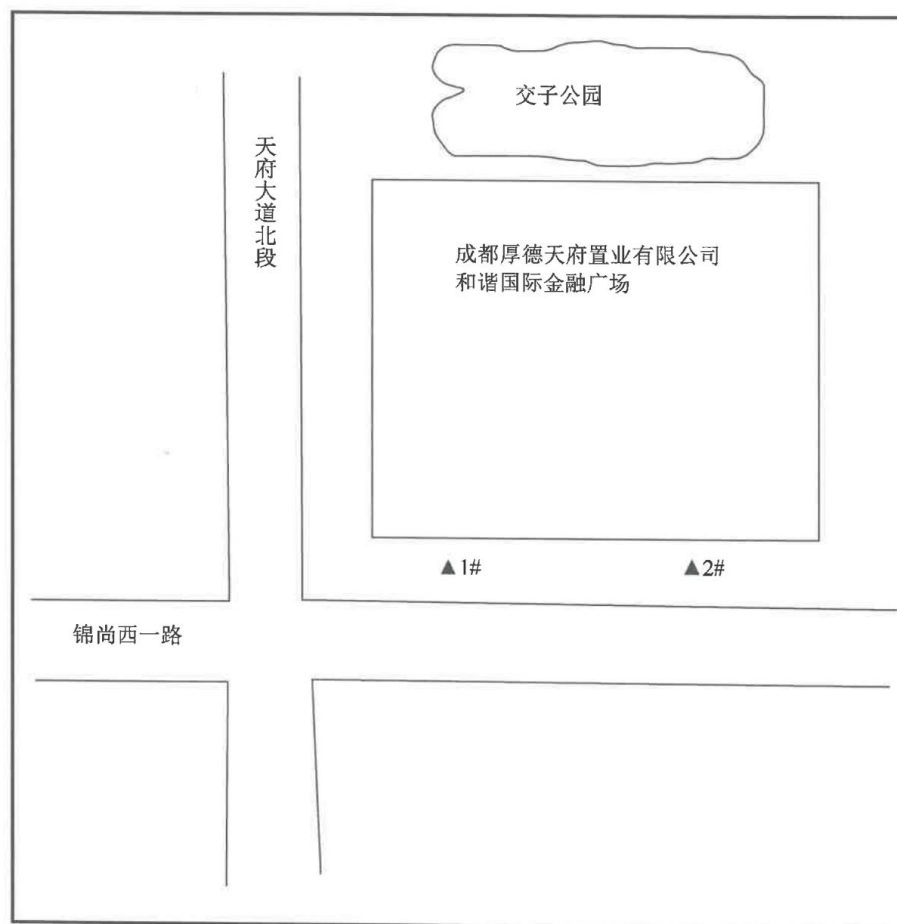 交子公园
天府大道北段
成都厚德天府置业有限公司
和谐国际金融广场
▲1#
▲2#
锦尚西一路